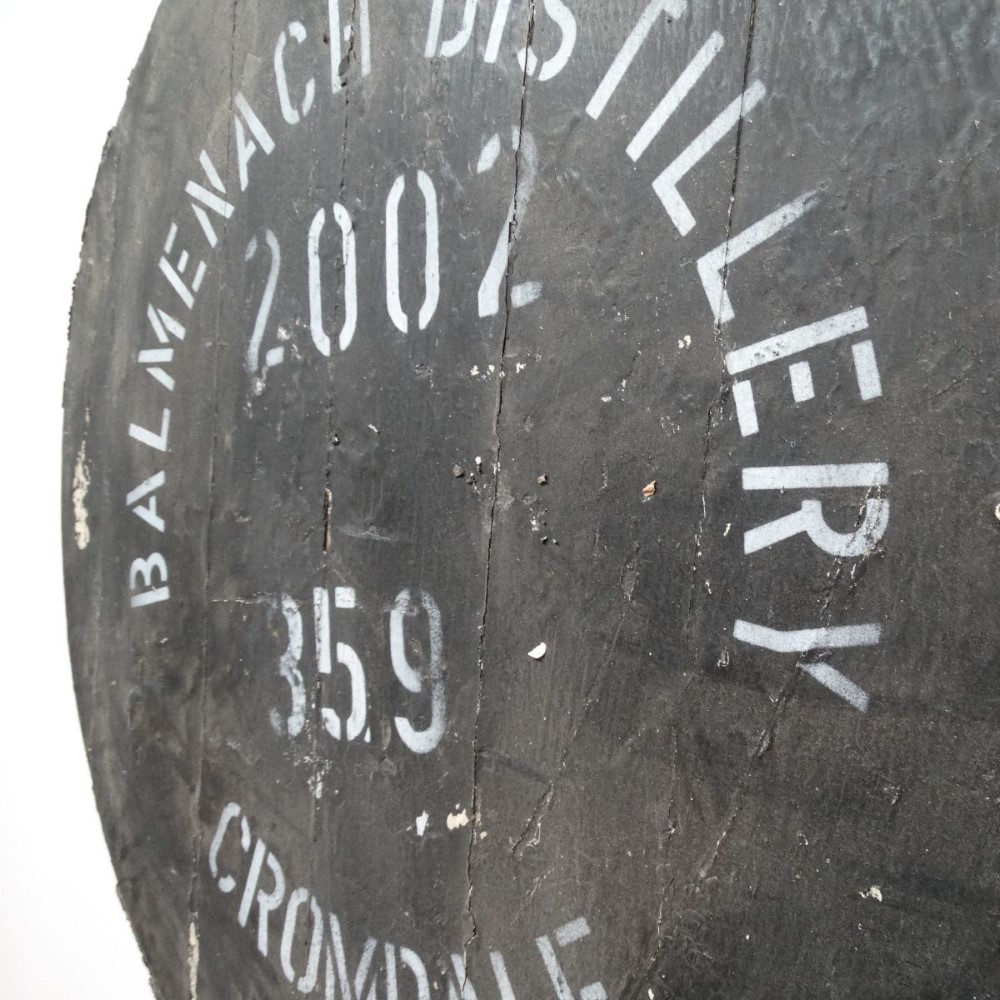 BALMENACH DISTILLERY
2002
359
CROMDALE